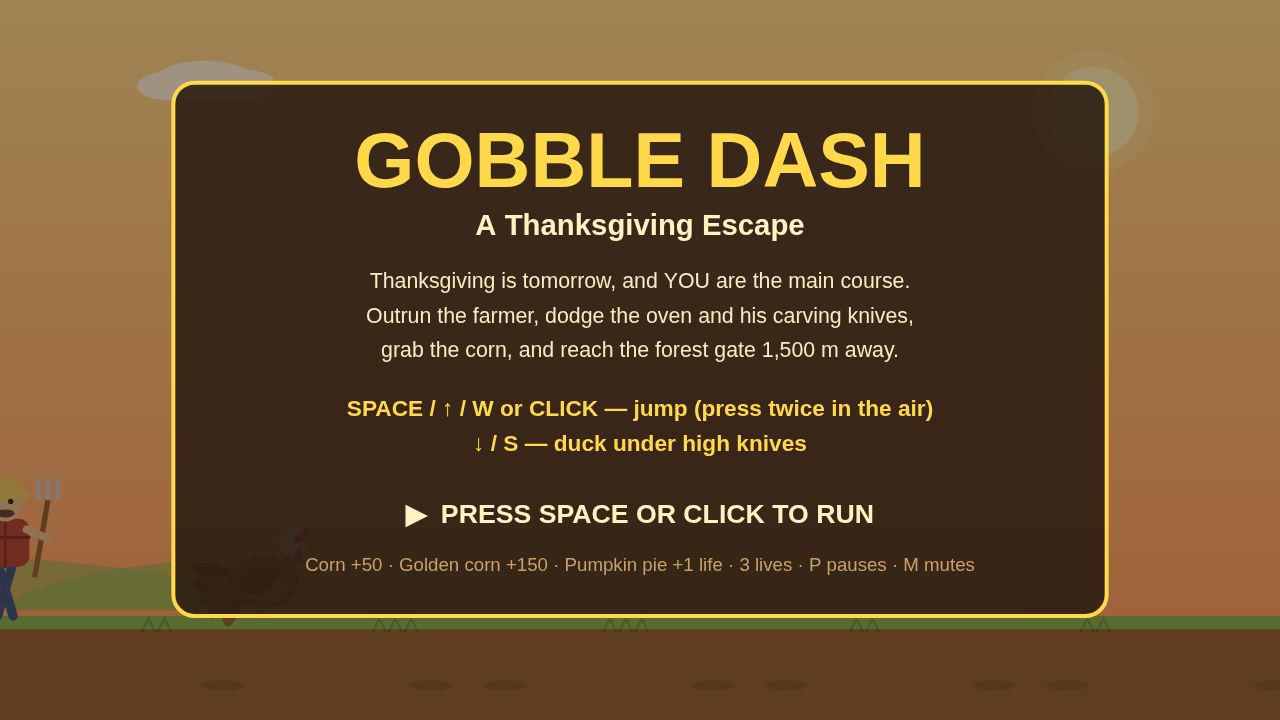 GOBBLE DASH
A Thanksgiving Escape
Thanksgiving is tomorrow, and YOU are the main course.
Outrun the farmer, dodge the oven and his carving knives,
grab the corn, and reach the forest gate 1,500 m away.
SPACE / ↑ / W or CLICK — jump (press twice in the air)
↓ / S — duck under high knives
▶ PRESS SPACE OR CLICK TO RUN
Corn +50 · Golden corn +150 · Pumpkin pie +1 life · 3 lives · P pauses · M mutes